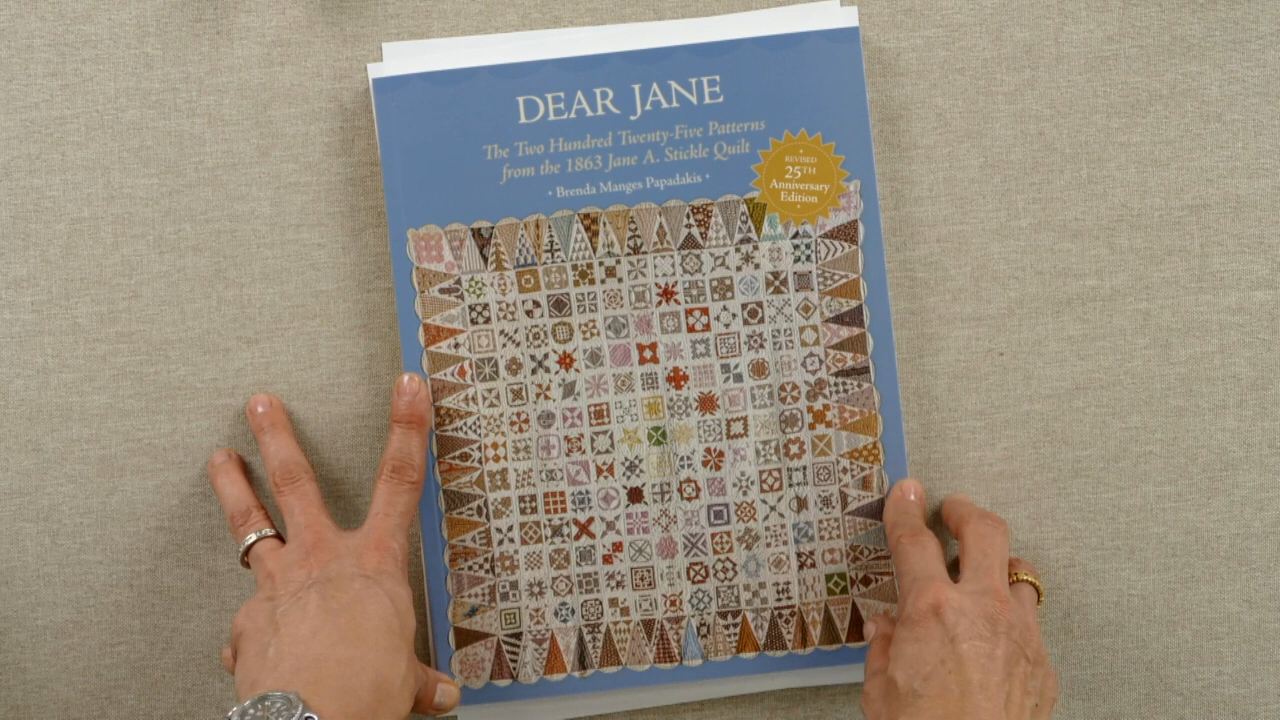 DEAR JANE
The Two Hundred Twenty-Five Patterns
from the 1863 Jane A. Stickle Quilt
• Brenda Manges Papadakis •
REVISED
25TH
Anniversary
Edition